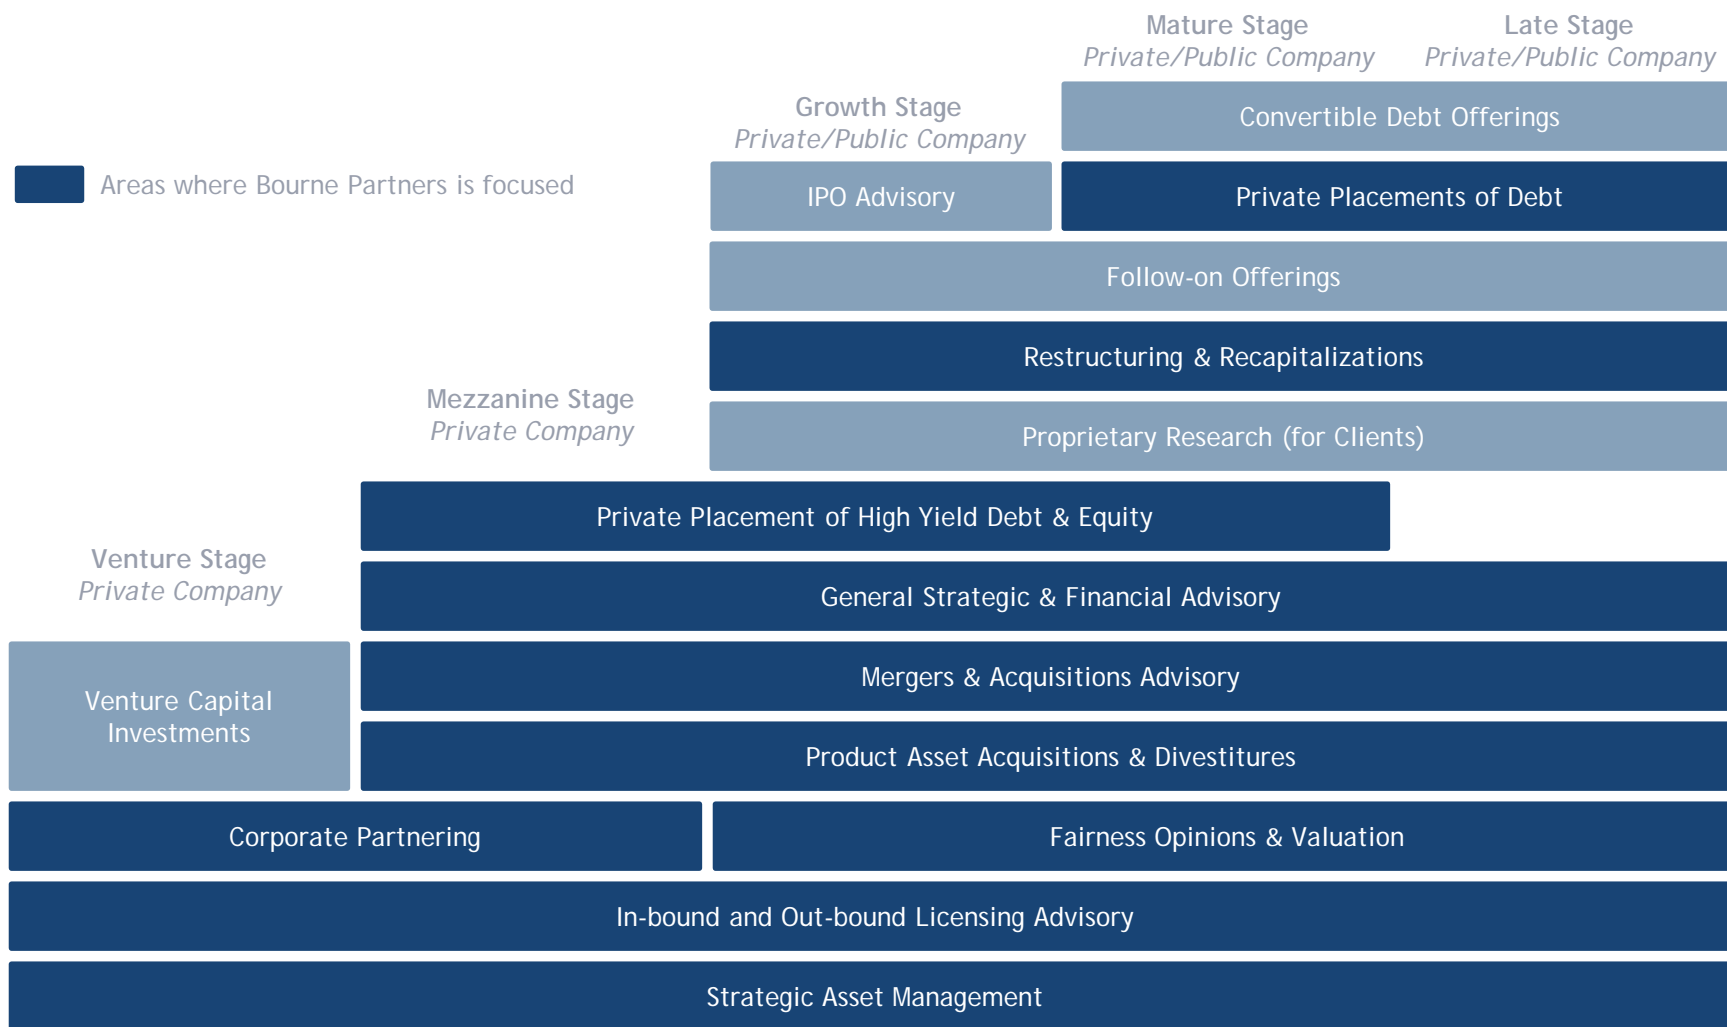 Mature Stage
Private/Public Company
Late Stage
Private/Public Company
Growth Stage
Private/Public Company
Convertible Debt Offerings
Areas where Bourne Partners is focused
IPO Advisory
Private Placements of Debt
Follow-on Offerings
Restructuring & Recapitalizations
Mezzanine Stage
Private Company
Proprietary Research (for Clients)
Private Placement of High Yield Debt & Equity
Venture Stage
Private Company
General Strategic & Financial Advisory
Venture Capital
Investments
Mergers & Acquisitions Advisory
Product Asset Acquisitions & Divestitures
Corporate Partnering
Fairness Opinions & Valuation
In-bound and Out-bound Licensing Advisory
Strategic Asset Management